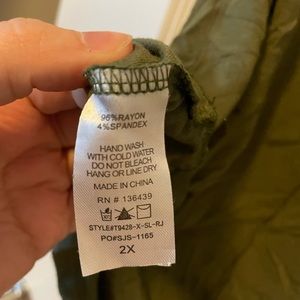 96%RAYON
4%SPANDEX
HAND WASH
WITH COLD WATER
DO NOT BLEACH
HANG OR LINE DRY
MADE IN CHINA
RN # 136439
STYLE#T9428-X-SL-RJ
PO#SJS-1165
2X